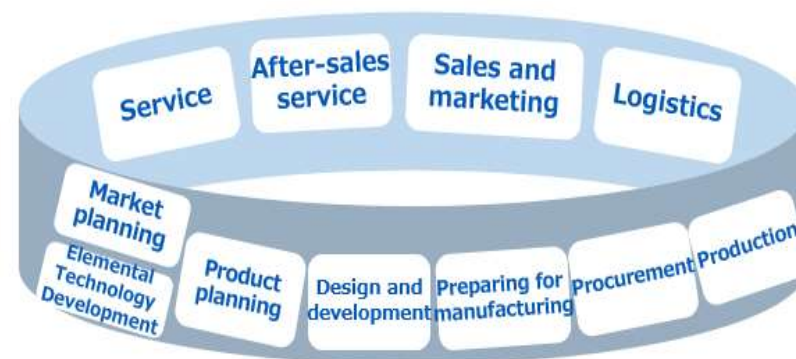 Service
After-sales
service
Sales and
marketing
Logistics
Market
planning
Elemental
Technology
Development
Product
planning
Design and
development
Preparing for
manufacturing
Procurement
Production